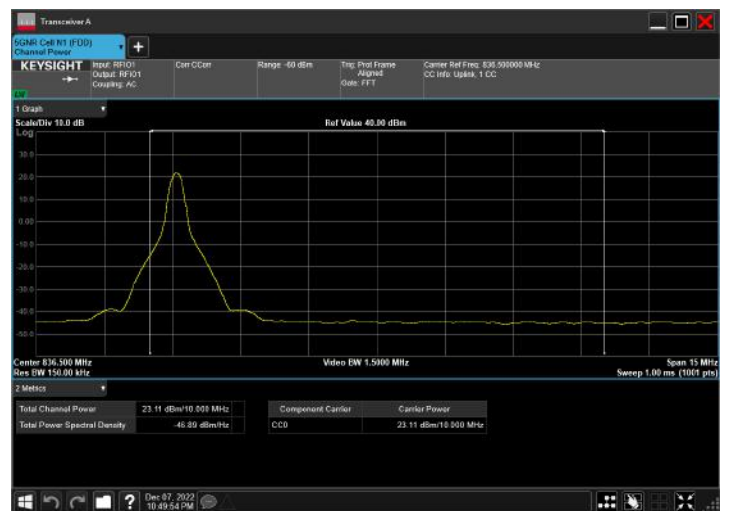 Transceiver A
5GNR Cell N1 (FDD)
Channel Power
KEYSIGHT
Input: RFIO1
Output: RFIO1
Coupling: AC
Corr CCorr
Range -60 dBm
Trig: Prot Frame
Aligned
Gate: FFT
Carrier Ref Freq: 836.500000 MHz
CC Info: Uplink, 1 CC
1 Graph
Scale/Div 10.0 dB
Ref Value 40.00 dBm
Log
30.0
20.0
10.0
0.00
-10.0
-20.0
-30.0
-40.0
-50.0
Center 836.500 MHz
Video BW 1.5000 MHz
Span 15 MHz
Res BW 150.00 kHz
Sweep 1.00 ms (1001 pts)
2 Metrics
Total Channel Power 23.11 dBm/10.000 MHz
Total Power Spectral Density -46.89 dBm/Hz
Component Carrier Carrier Power
CC0 23.11 dBm/10.000 MHz
Dec 07, 2022
10:49:54 PM